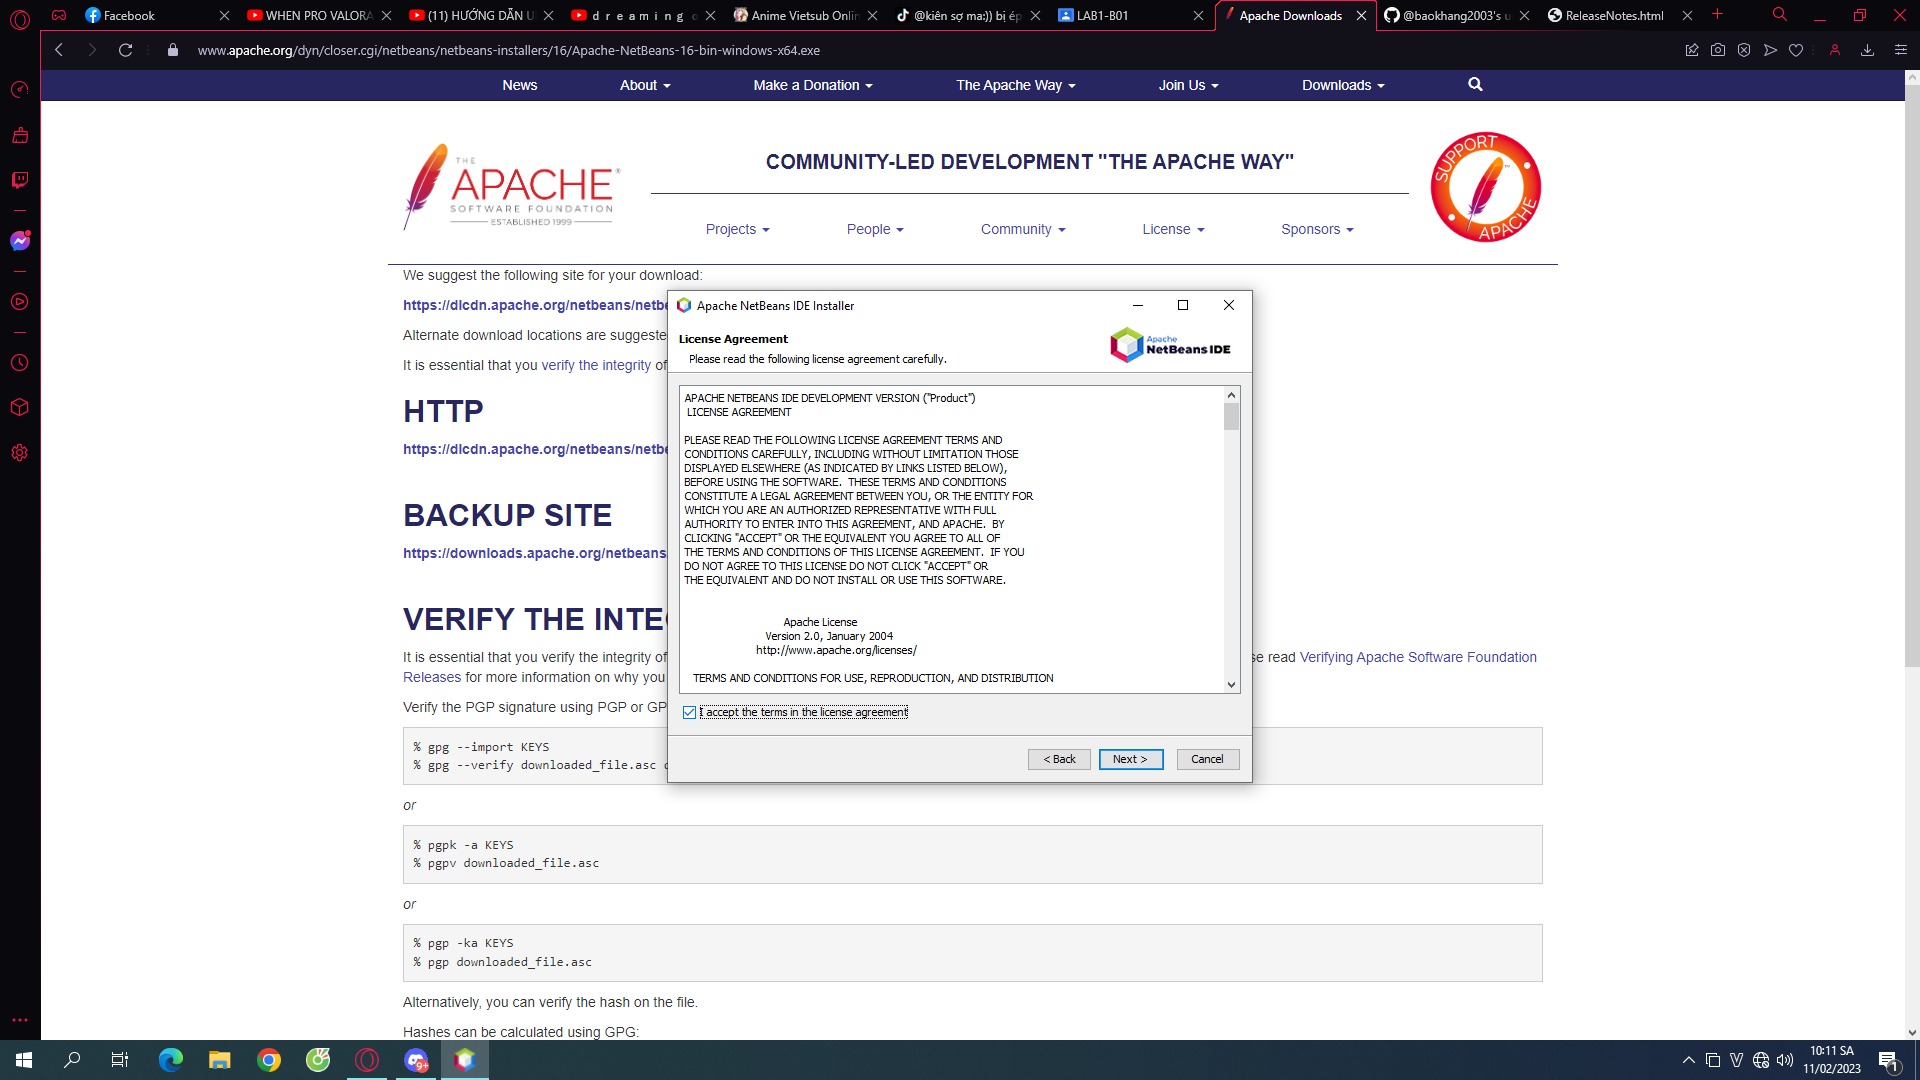 Facebook
WHEN PRO VALORA
(11) HƯỚNG DẪN U
d r e a m i n g
Anime Vietsub Onlin
@kiên sợ ma:)) bị ép
LAB1-B01
Apache Downloads
@baokhang2003's u
ReleaseNotes.html
www.apache.org/dyn/closer.cgi/netbeans/netbeans-installers/16/Apache-NetBeans-16-bin-windows-x64.exe
News
About
Make a Donation
The Apache Way
Join Us
Downloads
THE
APACHE®
SOFTWARE FOUNDATION
ESTABLISHED 1999
COMMUNITY-LED DEVELOPMENT "THE APACHE WAY"
SUPPORT
APACHE
Projects
People
Community
License
Sponsors
We suggest the following site for your download:
https://dlcdn.apache.org/netbeans/netbe
Alternate download locations are suggeste
It is essential that you verify the integrity of
HTTP
https://dlcdn.apache.org/netbeans/netbe
BACKUP SITE
https://downloads.apache.org/netbeans
VERIFY THE INTEG
It is essential that you verify the integrity of
se read Verifying Apache Software Foundation
Releases for more information on why you
Verify the PGP signature using PGP or GP
% gpg --import KEYS
% gpg --verify downloaded_file.asc
or
% pgpk -a KEYS
% pgpv downloaded_file.asc
or
% pgp -ka KEYS
% pgp downloaded_file.asc
Alternatively, you can verify the hash on the file.
Hashes can be calculated using GPG:
Apache NetBeans IDE Installer
License Agreement
Please read the following license agreement carefully.
Apache
NetBeans IDE
APACHE NETBEANS IDE DEVELOPMENT VERSION ("Product")
LICENSE AGREEMENT
PLEASE READ THE FOLLOWING LICENSE AGREEMENT TERMS AND
CONDITIONS CAREFULLY, INCLUDING WITHOUT LIMITATION THOSE
DISPLAYED ELSEWHERE (AS INDICATED BY LINKS LISTED BELOW),
BEFORE USING THE SOFTWARE. THESE TERMS AND CONDITIONS
CONSTITUTE A LEGAL AGREEMENT BETWEEN YOU, OR THE ENTITY FOR
WHICH YOU ARE AN AUTHORIZED REPRESENTATIVE WITH FULL
AUTHORITY TO ENTER INTO THIS AGREEMENT, AND APACHE. BY
CLICKING "ACCEPT" OR THE EQUIVALENT YOU AGREE TO ALL OF
THE TERMS AND CONDITIONS OF THIS LICENSE AGREEMENT. IF YOU
DO NOT AGREE TO THIS LICENSE DO NOT CLICK "ACCEPT" OR
THE EQUIVALENT AND DO NOT INSTALL OR USE THIS SOFTWARE.
Apache License
Version 2.0, January 2004
http://www.apache.org/licenses/
TERMS AND CONDITIONS FOR USE, REPRODUCTION, AND DISTRIBUTION
I accept the terms in the license agreement
< Back
Next >
Cancel
9+
10:11 SA
11/02/2023
1